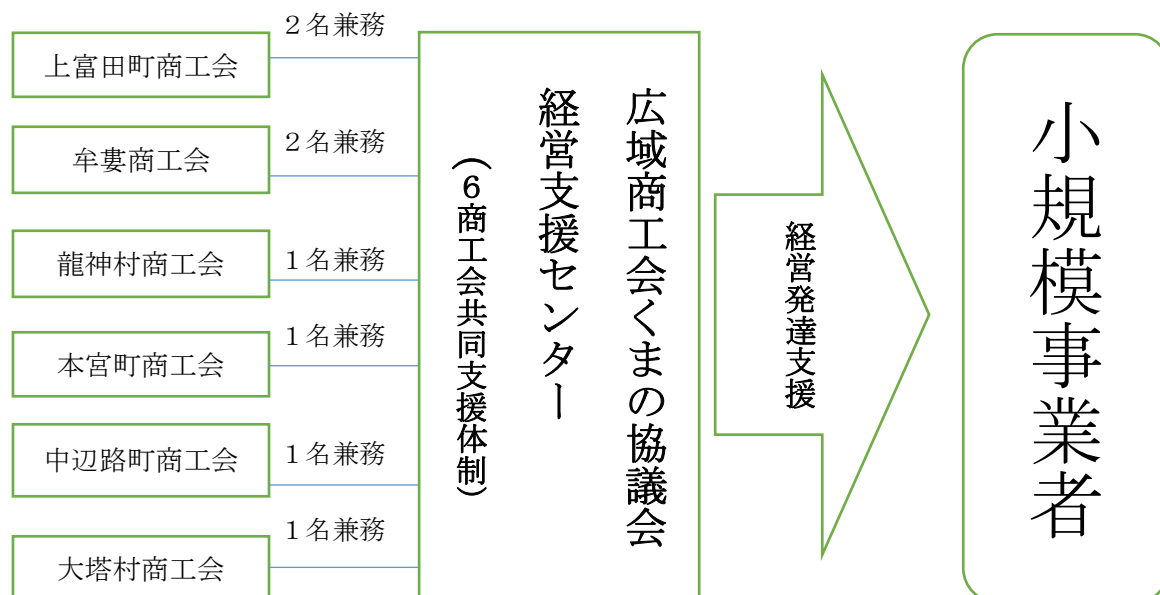 上富田町商工会
２名兼務
牟婁商工会
２名兼務
龍神村商工会
１名兼務
本宮町商工会
１名兼務
中辺路町商工会
１名兼務
大塔村商工会
１名兼務
広域商工会くまの協議会
経営支援センター
（６商工会共同支援体制）
経営発達支援
小規模事業者